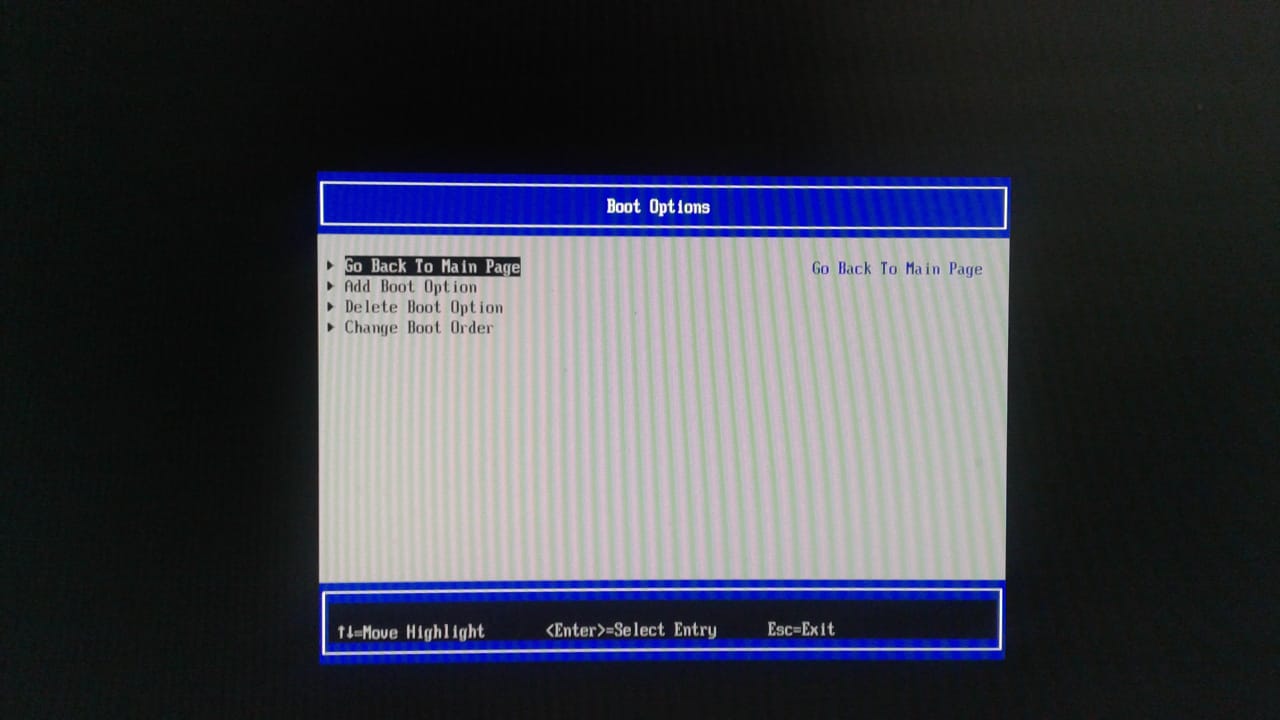 Boot Options
Go Back To Main Page
Go Back To Main Page
Add Boot Option
Delete Boot Option
Change Boot Order
↑↓=Move Highlight <Enter>=Select Entry Esc=Exit